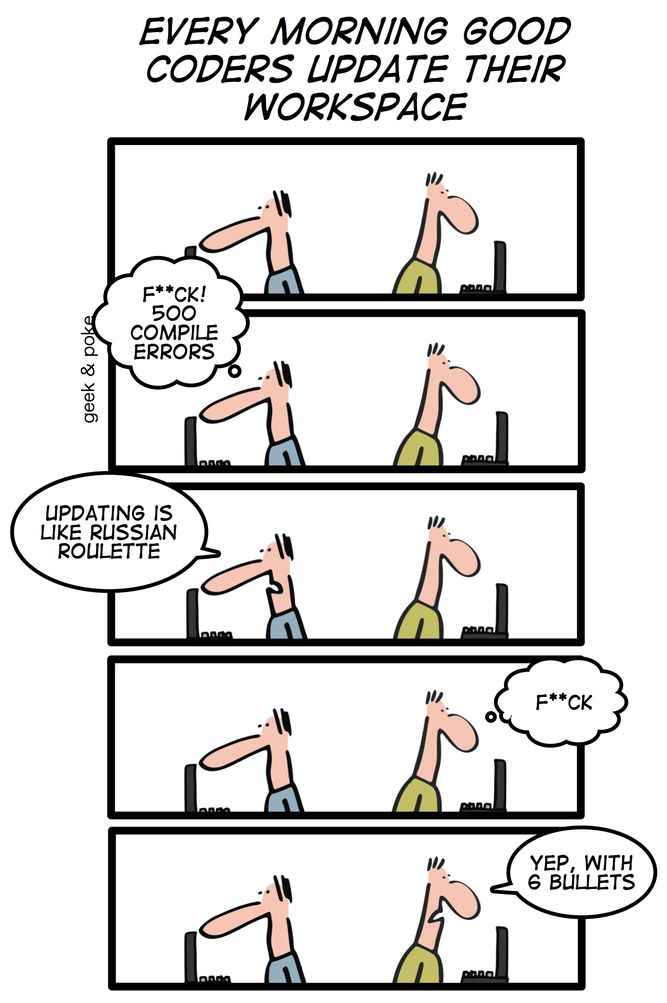 EVERY MORNING GOOD
CODERS UPDATE THEIR
WORKSPACE
geek & poke
F**CK!
500
COMPILE
ERRORS
UPDATING IS
LIKE RUSSIAN
ROULETTE
F**CK
YEP, WITH
6 BULLETS